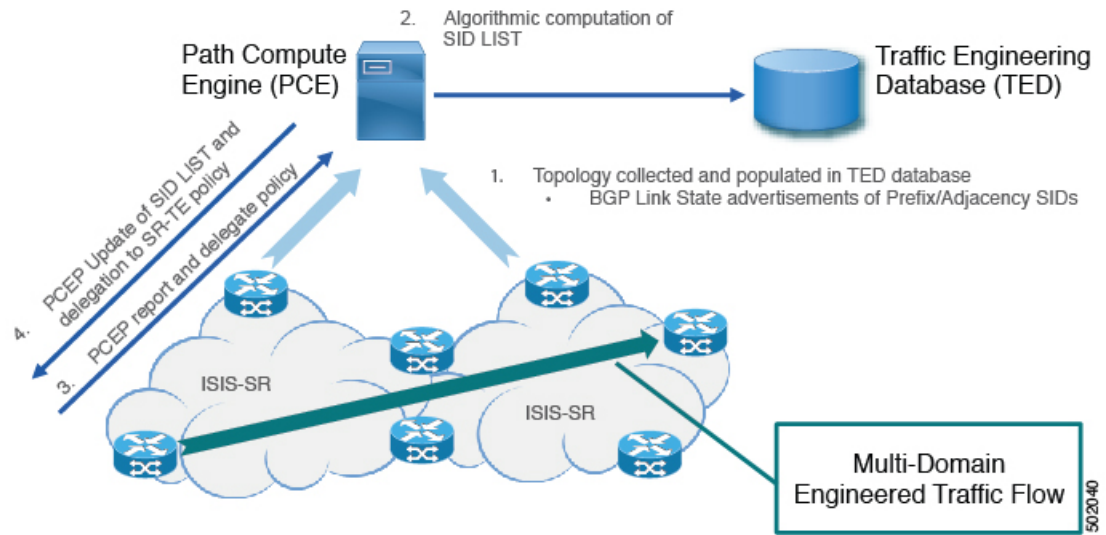 2. Algorithmic computation of
SID LIST
Path Compute
Engine (PCE)
Traffic Engineering
Database (TED)
1. Topology collected and populated in TED database
• BGP Link State advertisements of Prefix/Adjacency SIDs
4. PCEP Update of SID LIST and
delegation to SR-TE policy
3. PCEP report and delegate policy
ISIS-SR
ISIS-SR
Multi-Domain
Engineered Traffic Flow
502040